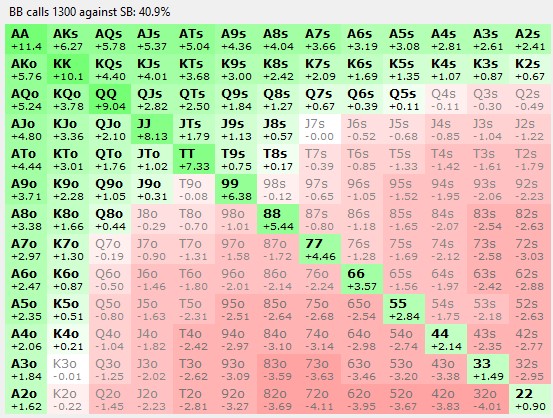 BB calls 1300 against SB: 40.9%
AA AKs AQs AJs ATs A9s A8s A7s A6s A5s A4s A3s A2s
+11.4 +6.27 +5.78 +5.37 +5.04 +4.36 +4.04 +3.66 +3.19 +3.08 +2.81 +2.61 +2.41
AKo KK KQs KJs KTs K9s K8s K7s K6s K5s K4s K3s K2s
+5.76 +10.1 +4.40 +4.01 +3.68 +3.00 +2.42 +2.09 +1.69 +1.35 +1.07 +0.87 +0.67
AQo KQo QQ QJs QTs Q9s Q8s Q7s Q6s Q5s Q4s Q3s Q2s
+5.24 +3.78 +9.04 +2.82 +2.50 +1.84 +1.27 +0.67 +0.39 +0.11 -0.11 -0.30 -0.49
AJo KJo QJo JJ JTs J9s J8s J7s J6s J5s J4s J3s J2s
+4.80 +3.36 +2.10 +8.13 +1.79 +1.13 +0.57 -0.00 -0.52 -0.68 -0.85 -1.04 -1.22
ATo KTo QTo JTo TT T9s T8s T7s T6s T5s T4s T3s T2s
+4.44 +3.01 +1.76 +1.02 +7.33 +0.75 +0.17 -0.39 -0.85 -1.33 -1.42 -1.61 -1.79
A9o K9o Q9o J9o T9o 99 98s 97s 96s 95s 94s 93s 92s
+3.71 +2.28 +1.05 +0.31 -0.08 +6.38 -0.12 -0.65 -1.05 -1.52 -1.95 -2.06 -2.23
A8o K8o Q8o J8o T8o 98o 88 87s 86s 85s 84s 83s 82s
+3.38 +1.66 +0.44 -0.29 -0.70 -1.01 +5.44 -0.80 -1.18 -1.65 -2.07 -2.54 -2.63
A7o K7o Q7o J7o T7o 97o 87o 77 76s 75s 74s 73s 72s
+2.97 +1.30 -0.19 -0.90 -1.31 -1.58 -1.72 +4.46 -1.28 -1.69 -2.12 -2.58 -3.03
A6o K6o Q6o J6o T6o 96o 86o 76o 66 65s 64s 63s 62s
+2.47 +0.87 -0.50 -1.46 -1.80 -2.01 -2.14 -2.24 +3.57 -1.56 -1.97 -2.42 -2.88
A5o K5o Q5o J5o T5o 95o 85o 75o 65o 55 54s 53s 52s
+2.35 +0.51 -0.80 -1.63 -2.31 -2.51 -2.64 -2.68 -2.54 +2.84 -1.75 -2.18 -2.63
A4o K4o Q4o J4o T4o 94o 84o 74o 64o 54o 44 43s 42s
+2.06 +0.21 -1.04 -1.82 -2.42 -2.97 -3.10 -3.14 -2.98 -2.74 +2.14 -2.35 -2.77
A3o K3o Q3o J3o T3o 93o 83o 73o 63o 53o 43o 33 32s
+1.84 -0.01 -1.25 -2.02 -2.62 -3.09 -3.59 -3.63 -3.46 -3.20 -3.38 +1.49 -2.95
A2o K2o Q2o J2o T2o 92o 82o 72o 62o 52o 42o 32o 22
+1.62 -0.22 -1.45 -2.23 -2.81 -3.27 -3.69 -4.11 -3.95 -3.67 -3.83 -4.01 +0.90